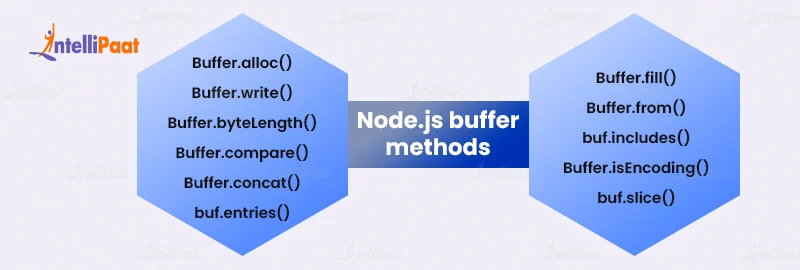 IntelliPaat
Buffer.alloc()
Buffer.write()
Buffer.byteLength()
Buffer.compare()
Buffer.concat()
buf.entries()
Node.js buffer
methods
Buffer.fill()
Buffer.from()
buf.includes()
Buffer.isEncoding()
buf.slice()